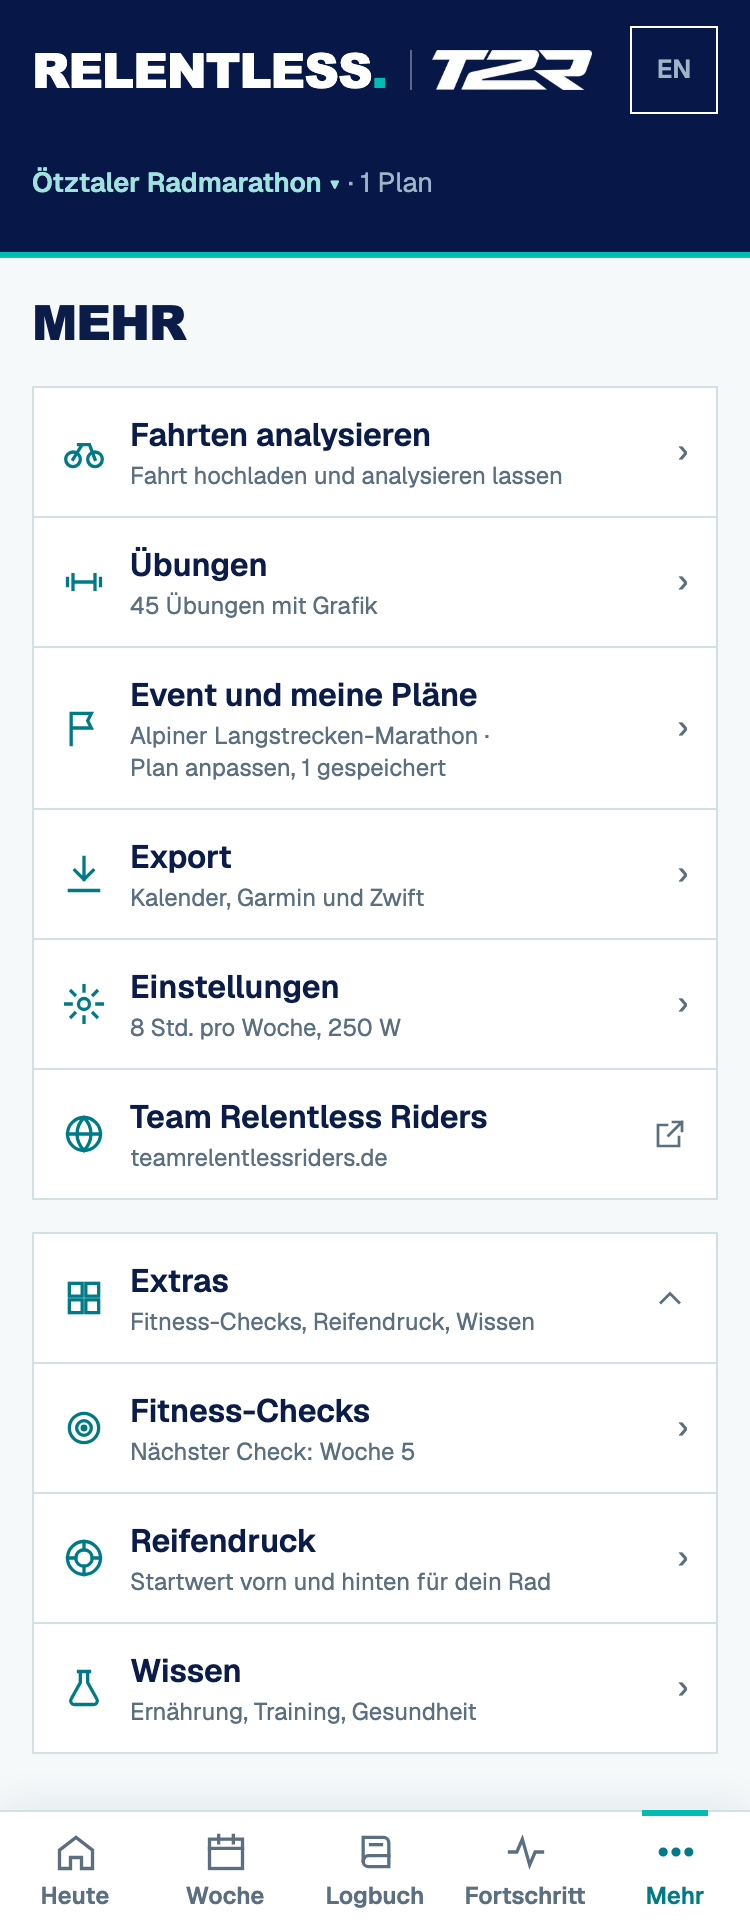 RELENTLESS. T2R EN
Ötztaler Radmarathon ▾ · 1 Plan
MEHR
Fahrten analysieren
Fahrt hochladen und analysieren lassen
Übungen
45 Übungen mit Grafik
Event und meine Pläne
Alpiner Langstrecken-Marathon ·
Plan anpassen, 1 gespeichert
Export
Kalender, Garmin und Zwift
Einstellungen
8 Std. pro Woche, 250 W
Team Relentless Riders
teamrelentlessriders.de
Extras
Fitness-Checks, Reifendruck, Wissen
Fitness-Checks
Nächster Check: Woche 5
Reifendruck
Startwert vorn und hinten für dein Rad
Wissen
Ernährung, Training, Gesundheit
Heute Woche Logbuch Fortschritt Mehr